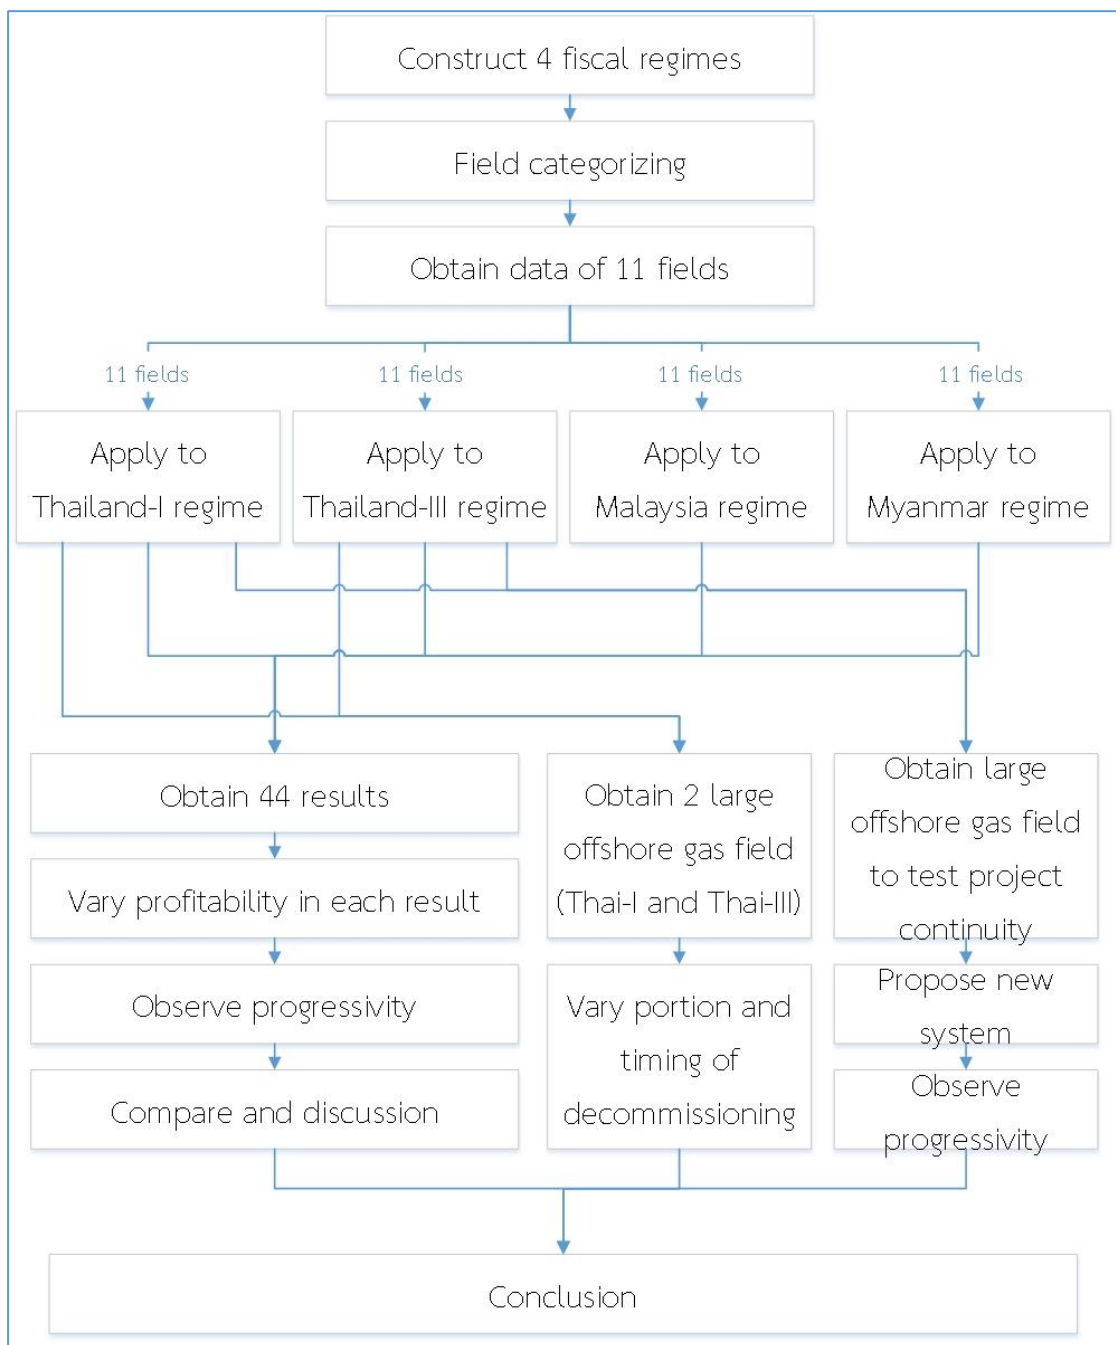 Construct 4 fiscal regimes
Field categorizing
Obtain data of 11 fields
11 fields
11 fields
11 fields
11 fields
Apply to
Thailand-I regime
Apply to
Thailand-III regime
Apply to
Malaysia regime
Apply to
Myanmar regime
Obtain 44 results
Vary profitability in each result
Observe progressivity
Compare and discussion
Obtain 2 large
offshore gas field
(Thai-I and Thai-III)
Vary portion and
timing of
decommissioning
Obtain large
offshore gas field
to test project
continuity
Propose new
system
Observe
progressivity
Conclusion